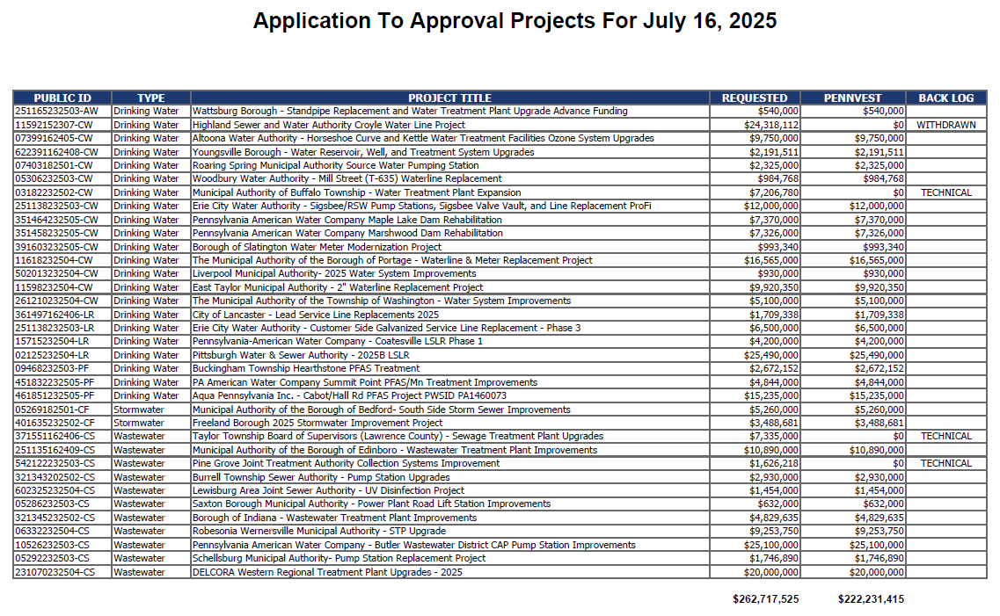 Application To Approval Projects For July 16, 2025
PUBLIC ID TYPE PROJECT TITLE REQUESTED PENNVEST BACK LOG
251165232503-AW Drinking Water Wattsburg Borough - Standpipe Replacement and Water Treatment Plant Upgrade Advance Funding $540,000 $540,000
11592152307-CW Drinking Water Highland Sewer and Water Authority Croyle Water Line Project $24,318,112 $0 WITHDRAWN
07399162405-CW Drinking Water Altoona Water Authority - Horseshoe Curve and Kettle Water Treatment Facilities Ozone System Upgrades $9,750,000 $9,750,000
622391162408-CW Drinking Water Youngsville Borough - Water Reservoir, Well, and Treatment System Upgrades $2,191,511 $2,191,511
07403182501-CW Drinking Water Roaring Spring Municipal Authority Source Water Pumping Station $2,325,000 $2,325,000
05306232503-CW Drinking Water Woodbury Water Authority - Mill Street (T-635) Waterline Replacement $984,768 $984,768
03182232502-CW Drinking Water Municipal Authority of Buffalo Township - Water Treatment Plant Expansion $7,206,780 $0 TECHNICAL
251138232503-CW Drinking Water Erie City Water Authority - Sigsbee/RSW Pump Stations, Sigsbee Valve Vault, and Line Replacement ProFi $12,000,000 $12,000,000
351464232505-CW Drinking Water Pennsylvania American Water Company Maple Lake Dam Rehabilitation $7,370,000 $7,370,000
351458232505-CW Drinking Water Pennsylvania American Water Company Marshwood Dam Rehabilitation $7,326,000 $7,326,000
391603232505-CW Drinking Water Borough of Slatington Water Meter Modernization Project $993,340 $993,340
11618232504-CW Drinking Water The Municipal Authority of the Borough of Portage - Waterline & Meter Replacement Project $16,565,000 $16,565,000
502013232504-CW Drinking Water Liverpool Municipal Authority- 2025 Water System Improvements $930,000 $930,000
11598232504-CW Drinking Water East Taylor Municipal Authority - 2" Waterline Replacement Project $9,920,350 $9,920,350
261210232504-CW Drinking Water The Municipal Authority of the Township of Washington - Water System Improvements $5,100,000 $5,100,000
361497162406-LR Drinking Water City of Lancaster - Lead Service Line Replacements 2025 $1,709,338 $1,709,338
251138232503-LR Drinking Water Erie City Water Authority - Customer Side Galvanized Service Line Replacement - Phase 3 $6,500,000 $6,500,000
15715232504-LR Drinking Water Pennsylvania-American Water Company - Coatesville LSLR Phase 1 $4,200,000 $4,200,000
02125232504-LR Drinking Water Pittsburgh Water & Sewer Authority - 2025B LSLR $25,490,000 $25,490,000
09468232503-PF Drinking Water Buckingham Township Hearthstone PFAS Treatment $2,672,152 $2,672,152
451832232505-PF Drinking Water PA American Water Company Summit Point PFAS/Mn Treatment Improvements $4,844,000 $4,844,000
461851232505-PF Drinking Water Aqua Pennsylvania Inc. - Cabot/Hall Rd PFAS Project PWSID PA1460073 $15,235,000 $15,235,000
05269182501-CF Stormwater Municipal Authority of the Borough of Bedford- South Side Storm Sewer Improvements $5,260,000 $5,260,000
401635232502-CF Stormwater Freeland Borough 2025 Stormwater Improvement Project $3,488,681 $3,488,681
371551162406-CS Wastewater Taylor Township Board of Supervisors (Lawrence County) - Sewage Treatment Plant Upgrades $7,335,000 $0 TECHNICAL
251135162409-CS Wastewater Municipal Authority of the Borough of Edinboro - Wastewater Treatment Plant Improvements $10,890,000 $10,890,000
542122232503-CS Wastewater Pine Grove Joint Treatment Authority Collection Systems Improvement $1,626,218 $0 TECHNICAL
321343202502-CS Wastewater Burrell Township Sewer Authority - Pump Station Upgrades $2,930,000 $2,930,000
602325232504-CS Wastewater Lewisburg Area Joint Sewer Authority - UV Disinfection Project $1,454,000 $1,454,000
05286232503-CS Wastewater Saxton Borough Municipal Authority - Power Plant Road Lift Station Improvements $632,000 $632,000
321345232502-CS Wastewater Borough of Indiana - Wastewater Treatment Plant Improvements $4,829,635 $4,829,635
06332232504-CS Wastewater Robesonia Wernersville Municipal Authority - STP Upgrade $9,253,750 $9,253,750
10526232503-CS Wastewater Pennsylvania American Water Company - Butler Wastewater District CAP Pump Station Improvements $25,100,000 $25,100,000
05292232503-CS Wastewater Schellsburg Municipal Authority- Pump Station Replacement Project $1,746,890 $1,746,890
231070232504-CS Wastewater DELCORA Western Regional Treatment Plant Upgrades - 2025 $20,000,000 $20,000,000
$262,717,525 $222,231,415